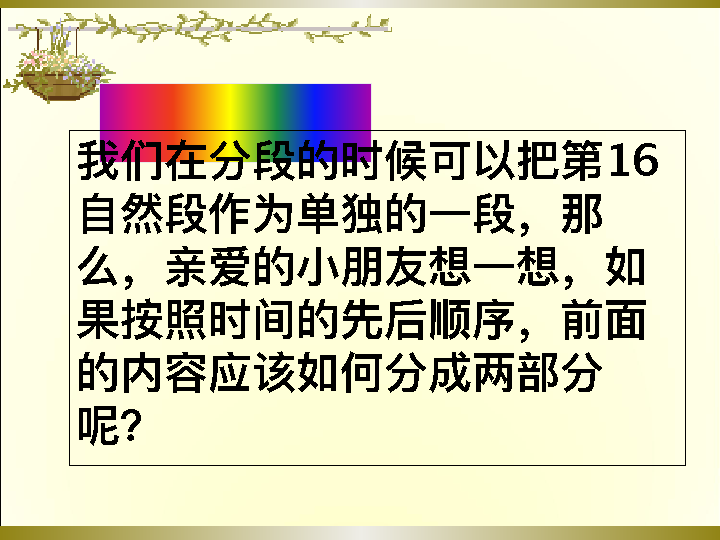 我们在分段的时候可以把第16
自然段作为单独的一段，那
么，亲爱的小朋友想一想，如
果按照时间的先后顺序，前面
的内容应该如何分成两部分
呢？